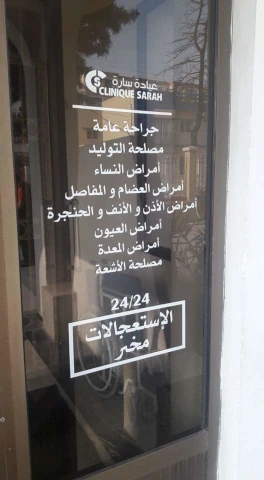 عيادة سارة
CLINIQUE SARAH
جراحة عامة
مصلحة التوليد
أمراض النساء
أمراض العضام و المفاصل
أمراض الأذن و الأنف و الحنجرة
أمراض العيون
أمراض المعدة
مصلحة الأشعة
24/24
الإستعجالات
مخبر